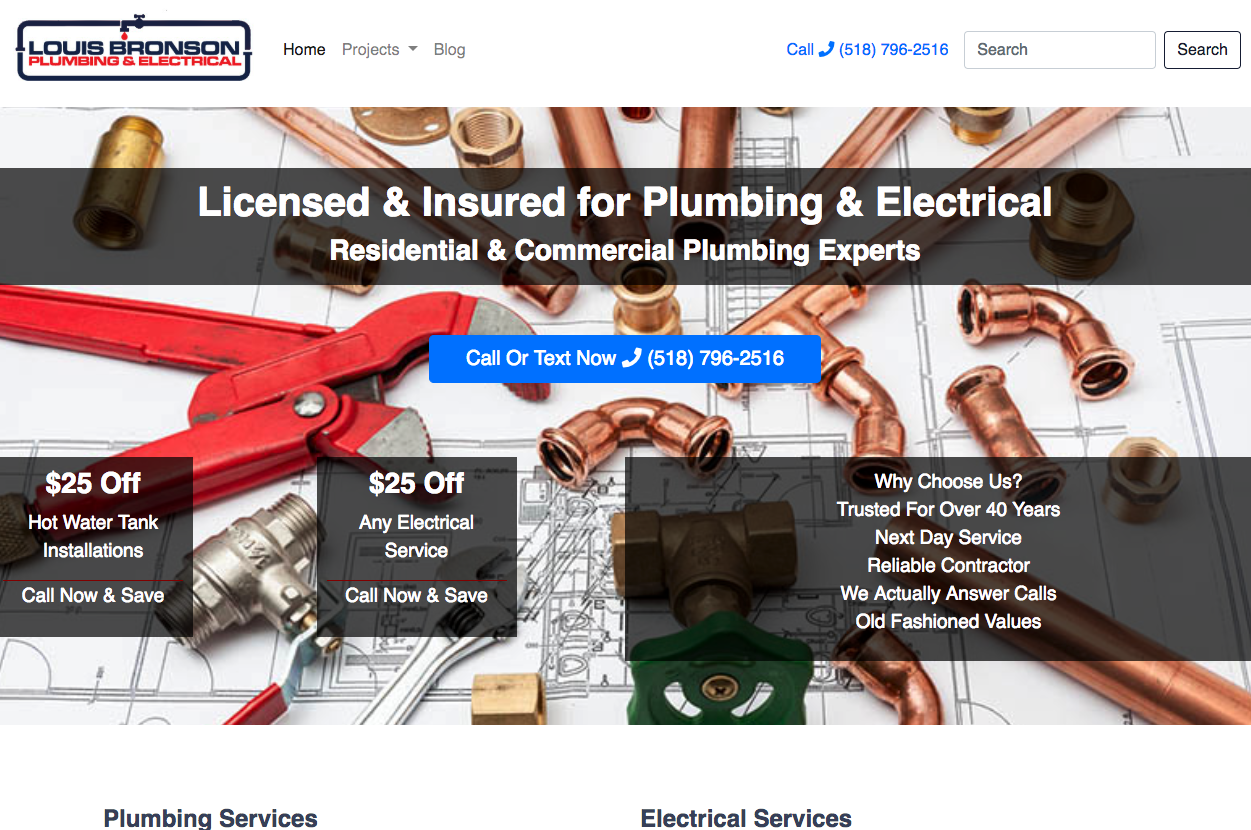 LOUIS BRONSON
PLUMBING & ELECTRICAL
Home Projects Blog
Call (518) 796-2516 Search Search
Licensed & Insured for Plumbing & Electrical
Residential & Commercial Plumbing Experts
Call Or Text Now (518) 796-2516
$25 Off
Hot Water Tank
Installations
Call Now & Save
$25 Off
Any Electrical
Service
Call Now & Save
Why Choose Us?
Trusted For Over 40 Years
Next Day Service
Reliable Contractor
We Actually Answer Calls
Old Fashioned Values
Plumbing Services
Electrical Services